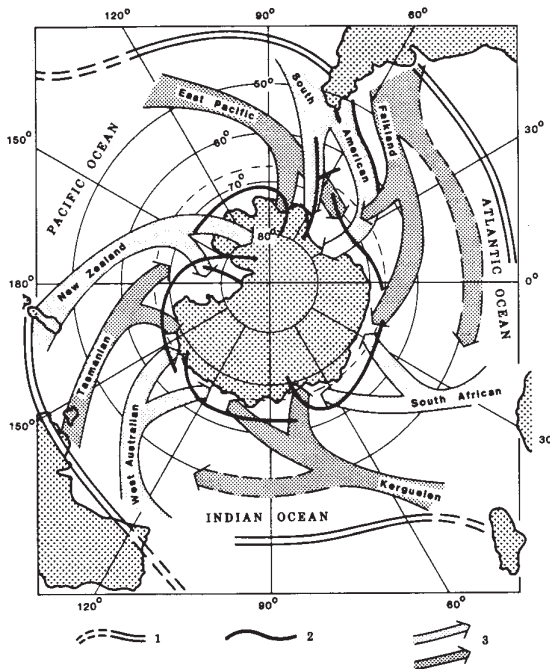 120°
90°
60°
50°
60°
70°
80°
150°
30°
180°
0°
150°
30
120°
90°
60°
PACIFIC OCEAN
ATLANTIC OCEAN
INDIAN OCEAN
East Pacific
South
American
Falkland
New Zealand
Tasmanian
West Australian
South African
Kerguelen
1
2
3